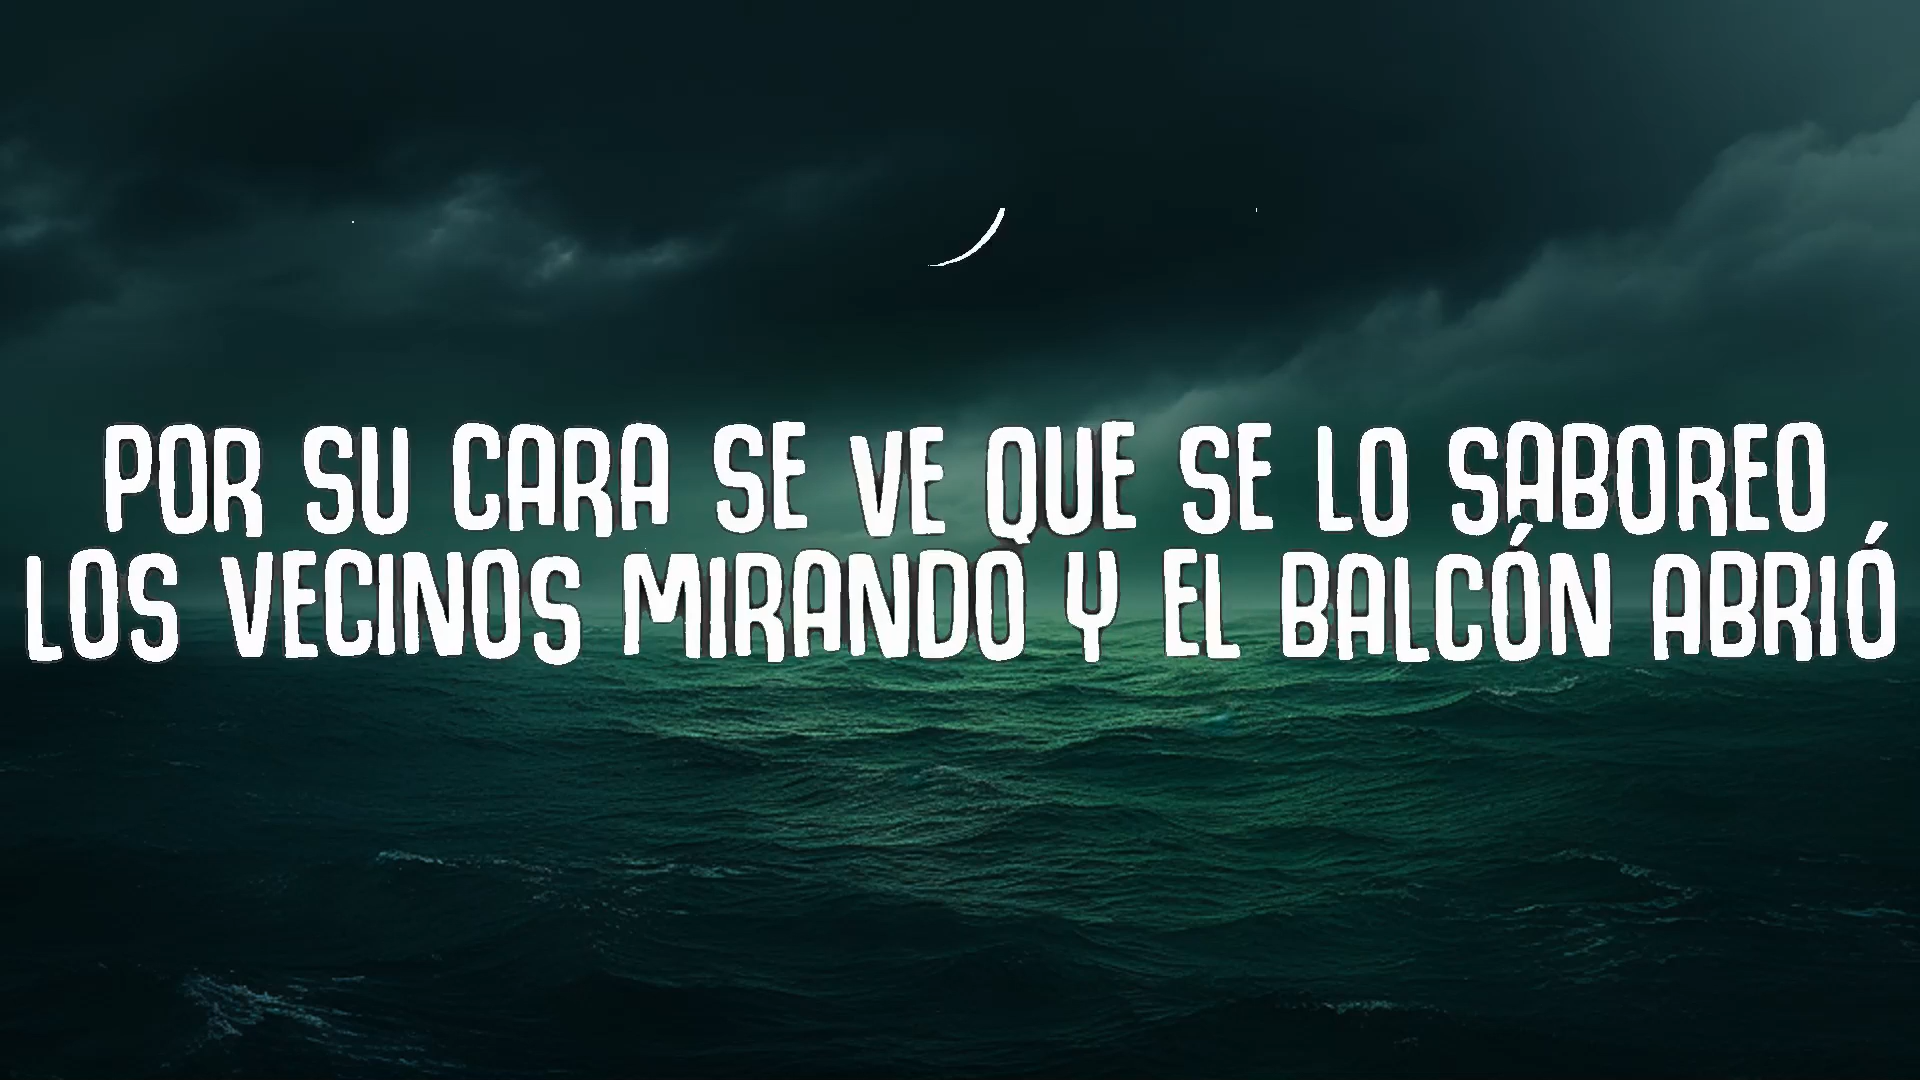 POR SU CARA SE VE QUE SE LO SABOREO
LOS VECINOS MIRANDO Y EL BALCÓN ABRIÓ